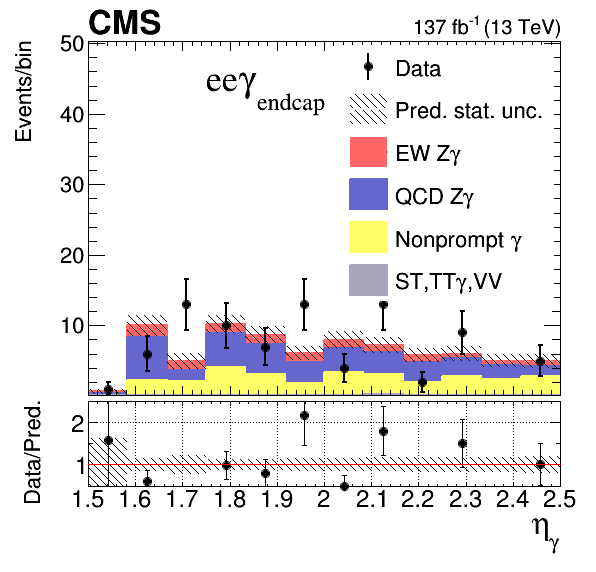 CMS 137 fb⁻¹ (13 TeV)
Events/bin
50
40
30
20
10
eeγ endcap
Data
Pred. stat. unc.
EW Zγ
QCD Zγ
Nonprompt γ
ST,TTγ,VV
Data/Pred.
2
1
1.5 1.6 1.7 1.8 1.9 2 2.1 2.2 2.3 2.4 2.5
ηγ